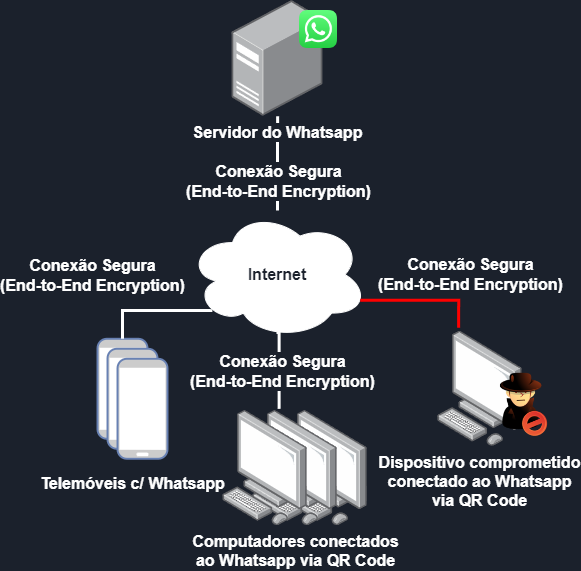 Servidor do Whatsapp
Conexão Segura
(End-to-End Encryption)
Internet
Conexão Segura
(End-to-End Encryption)
Conexão Segura
(End-to-End Encryption)
Conexão Segura
(End-to-End Encryption)
Telemóveis c/ Whatsapp
Dispositivo comprometido
conectado ao Whatsapp
via QR Code
Computadores conectados
ao Whatsapp via QR Code